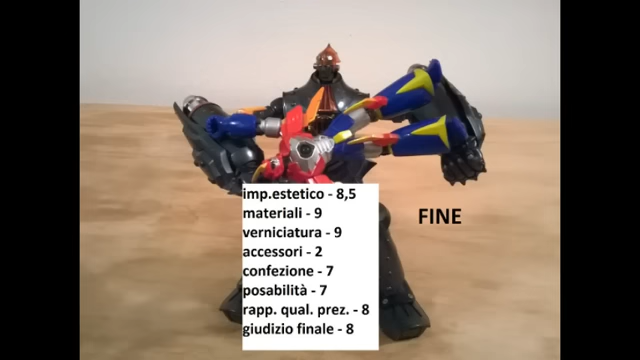 imp.estetico - 8,5
materiali - 9
verniciatura - 9
accessori - 2
confezione - 7
posabilità - 7
rapp. qual. prez. - 8
giudizio finale - 8
FINE